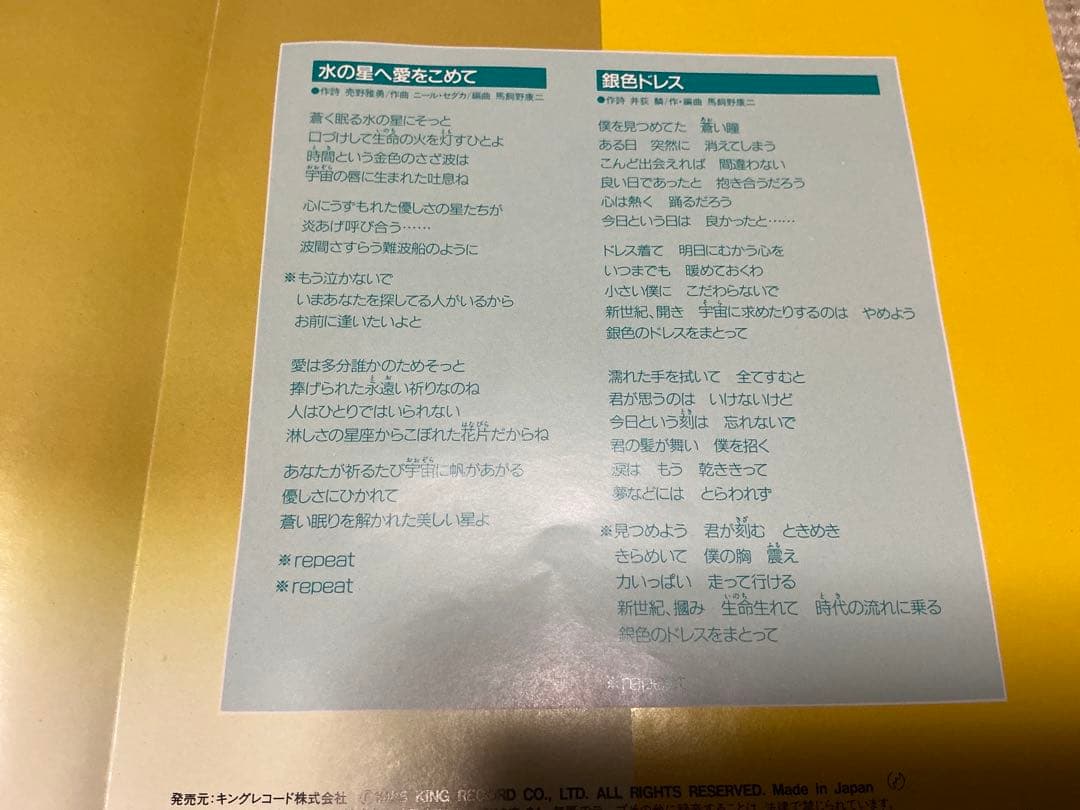 水の星へ愛をこめて
●作詩 売野雅勇/作曲 ニール・セダカ/編曲 馬飼野康二
蒼く眠る水の星にそっと
口づけして生命の火を灯すひとよ
時間という金色のさざ波は
宇宙の唇に生まれた吐息ね
心にうずもれた優しさの星たちが
炎あげ呼び合う……
波間さすらう難波船のように
※もう泣かないで
いまあなたを探してる人がいるから
お前に逢いたいよと
愛は多分誰かのためそっと
捧げられた永遠い祈りなのね
人はひとりではいられない
淋しさの星座からこぼれた花片だからね
あなたが祈るたび宇宙に帆があがる
優しさにひかれて
蒼い眠りを解かれた美しい星よ
※repeat
※repeat
銀色ドレス
●作詩 井荻 麟/作・編曲 馬飼野康二
僕を見つめてた 蒼い瞳
ある日 突然に 消えてしまう
こんど出会えれば 間違わない
良い日であったと 抱き合うだろう
心は熱く 踊るだろう
今日という日は 良かったと……
ドレス着て 明日にむかう心を
いつまでも 暖めておくわ
小さい僕に こだわらないで
新世紀、開き 宇宙に求めたりするのは やめよう
銀色のドレスをまとって
濡れた手を拭いて 全てすむと
君が思うのは いけないけど
今日という刻は 忘れないで
君の髪が舞い 僕を招く
涙は もう 乾ききって
夢などには とらわれず
※見つめよう 君が刻む ときめき
きらめいて 僕の胸 震え
力いっぱい 走って行ける
新世紀、摑み 生命生れて 時代の流れに乗る
銀色のドレスをまとって
※repeat
発売元:キングレコード株式会社 KING RECORD CO., LTD. ALL RIGHTS RESERVED. Made in Japan